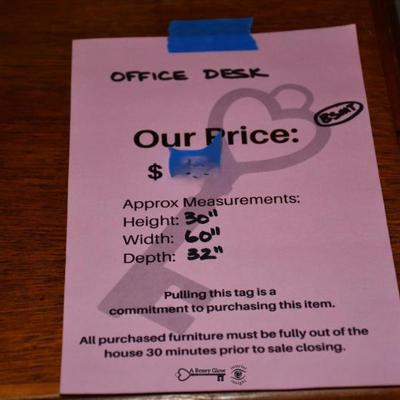 OFFICE DESK
BSMT
Our Price:
$
Approx Measurements:
Height: 30"
Width: 60"
Depth: 32"
Pulling this tag is a
commitment to purchasing this item.
All purchased furniture must be fully out of the
house 30 minutes prior to sale closing.
A Rosey Glow